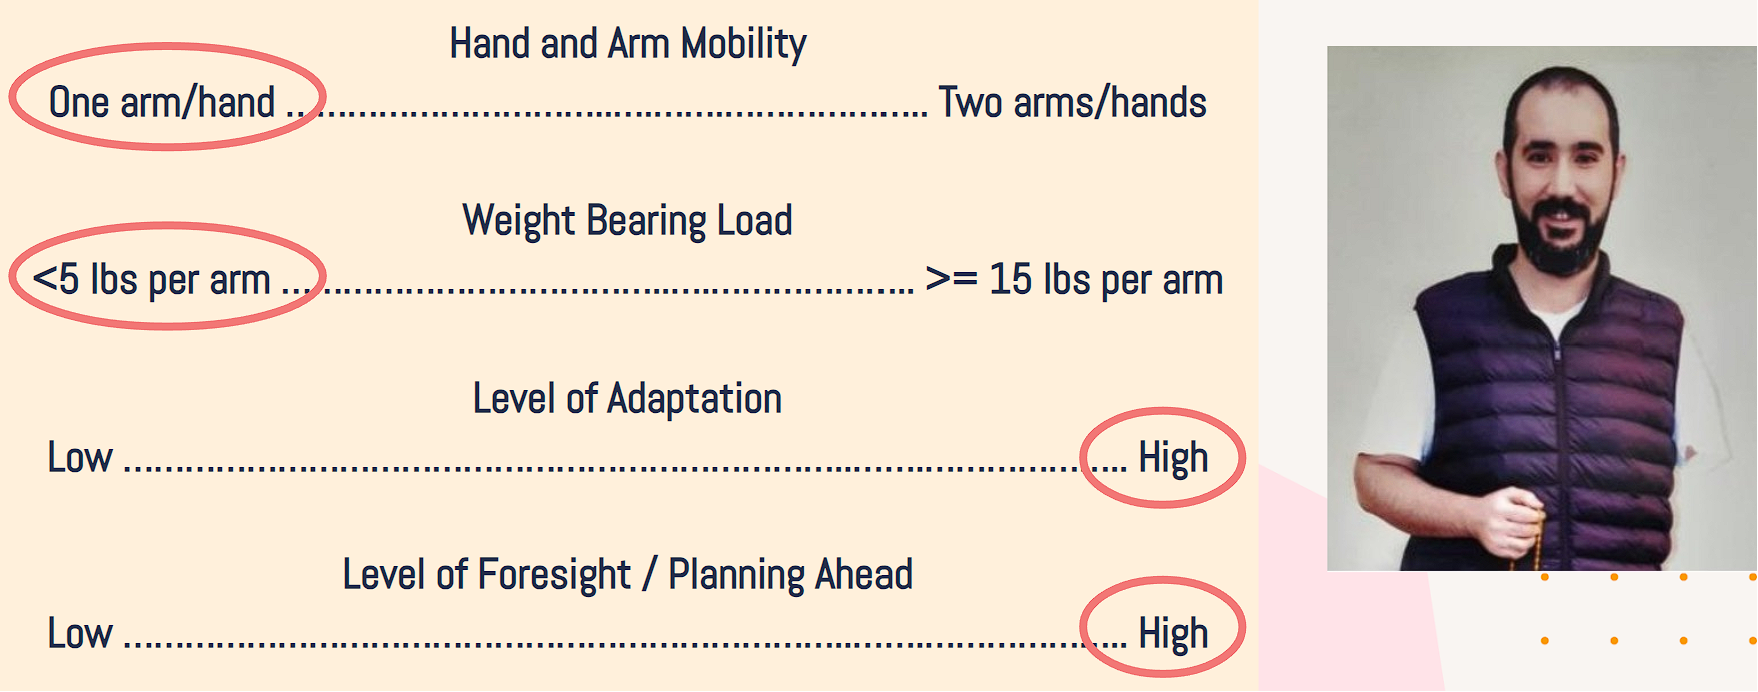 Hand and Arm Mobility
One arm/hand ............................................................. Two arms/hands
Weight Bearing Load
<5 lbs per arm ............................................................ >= 15 lbs per arm
Level of Adaptation
Low ................................................................................................ High
Level of Foresight / Planning Ahead
Low ................................................................................................ High